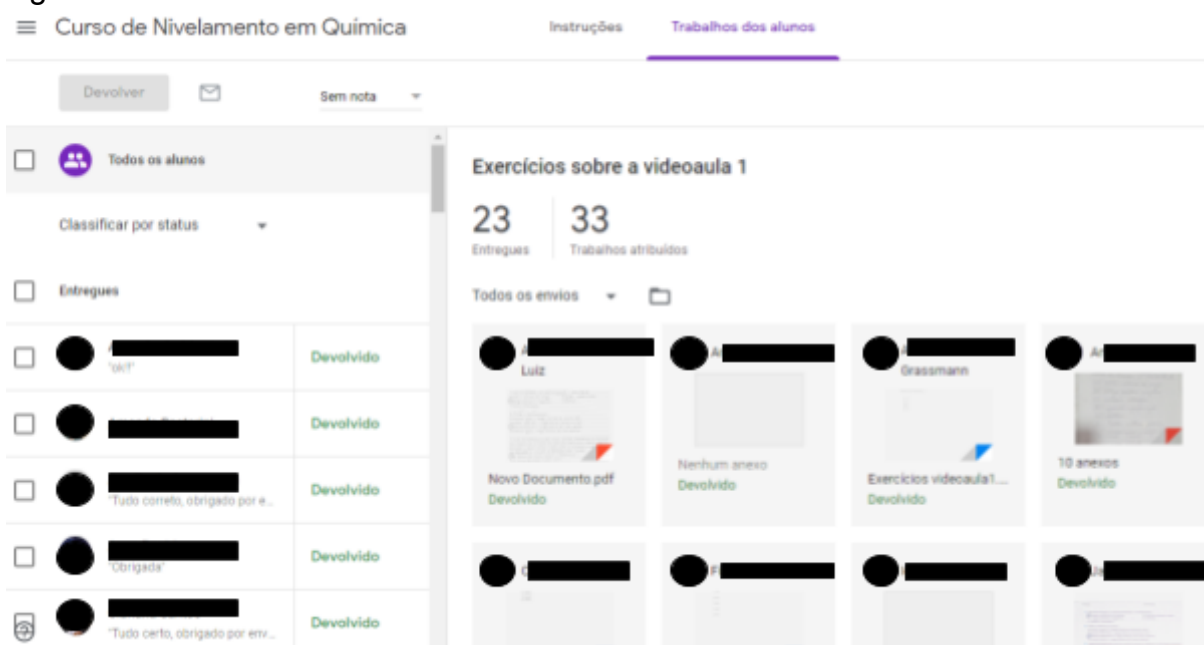 Curso de Nivelamento em Química
Instruções
Trabalhos dos alunos
Devolver
Sem nota
Todos os alunos
Classificar por status
Entregues
"ok!"
Devolvido
Devolvido
"Tudo correto, obrigado por e...
Devolvido
"Obrigada"
Devolvido
"Tudo certo, obrigado por env...
Devolvido
Exercícios sobre a videoaula 1
23 33
Entregues Trabalhos atribuídos
Todos os envios
Luiz
Novo Documento.pdf
Devolvido
Nenhum anexo
Devolvido
Grassmann
Exercícios videoaula1....
Devolvido
10 anexos
Devolvido